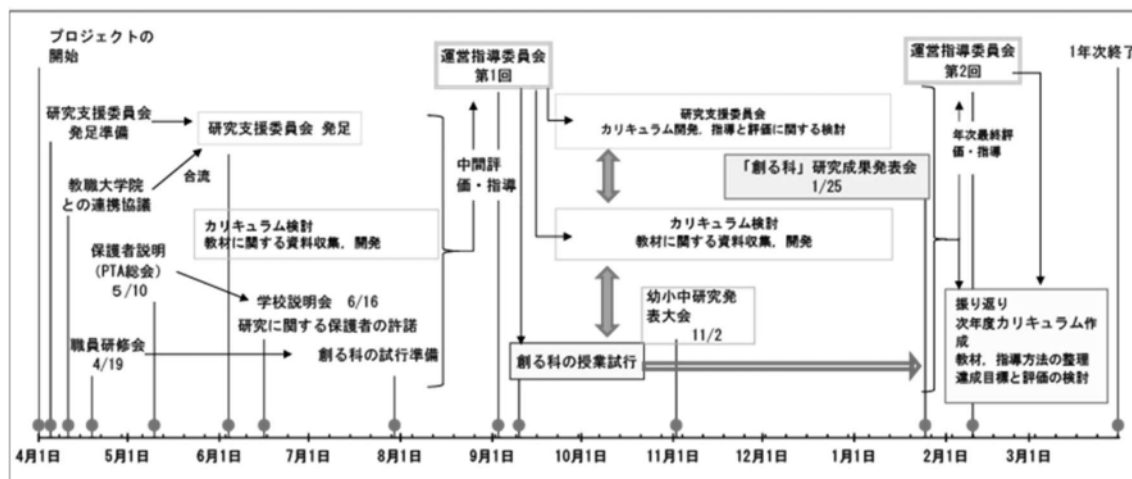 プロジェクトの
開始
運営指導委員会
第1回
運営指導委員会
第2回
1年次終了
研究支援委員会
発足準備
研究支援委員会 発足
研究支援委員会
カリキュラム開発，指導と評価に関する検討
合流
教職大学院
との連携協議
中間評
価・指導
「創る科」研究成果発表会
1/25
年次最終評
価・指導
カリキュラム検討
教材に関する資料収集，開発
カリキュラム検討
教材に関する資料収集，開発
保護者説明
(PTA総会)
５/10
学校説明会 6/16
研究に関する保護者の許諾
幼小中研究発
表大会
11/2
振り返り
次年度カリキュラム作
成
教材，指導方法の整理
達成目標と評価の検討
職員研修会
4/19
創る科の試行準備
創る科の授業試行
4月1日 5月1日 6月1日 7月1日 8月1日 9月1日 10月1日 11月1日 12月1日 1月1日 2月1日 3月1日